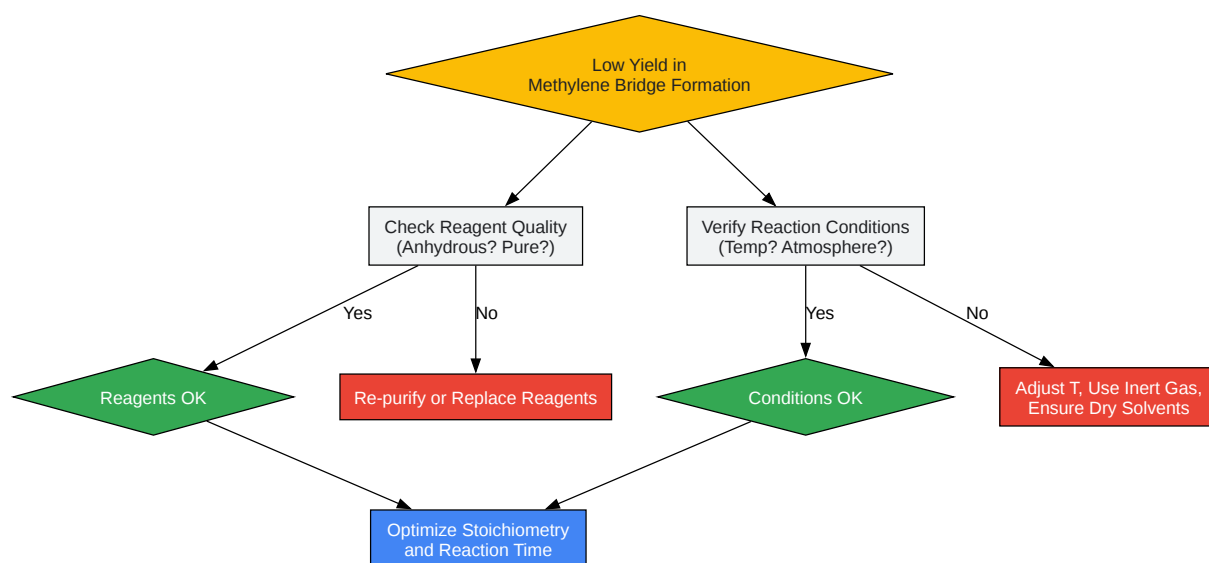 Low Yield in
Methylene Bridge Formation
Check Reagent Quality
(Anhydrous? Pure?)
Verify Reaction Conditions
(Temp? Atmosphere?)
Yes
No
Yes
No
Reagents OK
Re-purify or Replace Reagents
Conditions OK
Adjust T, Use Inert Gas,
Ensure Dry Solvents
Optimize Stoichiometry
and Reaction Time